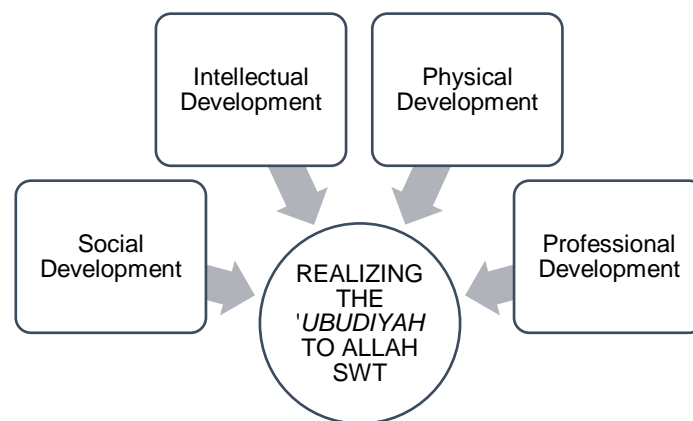 Intellectual
Development
Physical
Development
Social
Development
Professional
Development
REALIZING
THE
'UBUDIYAH
TO ALLAH
SWT